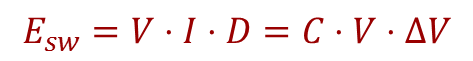 E_sw = V · I · D = C · V · ΔV